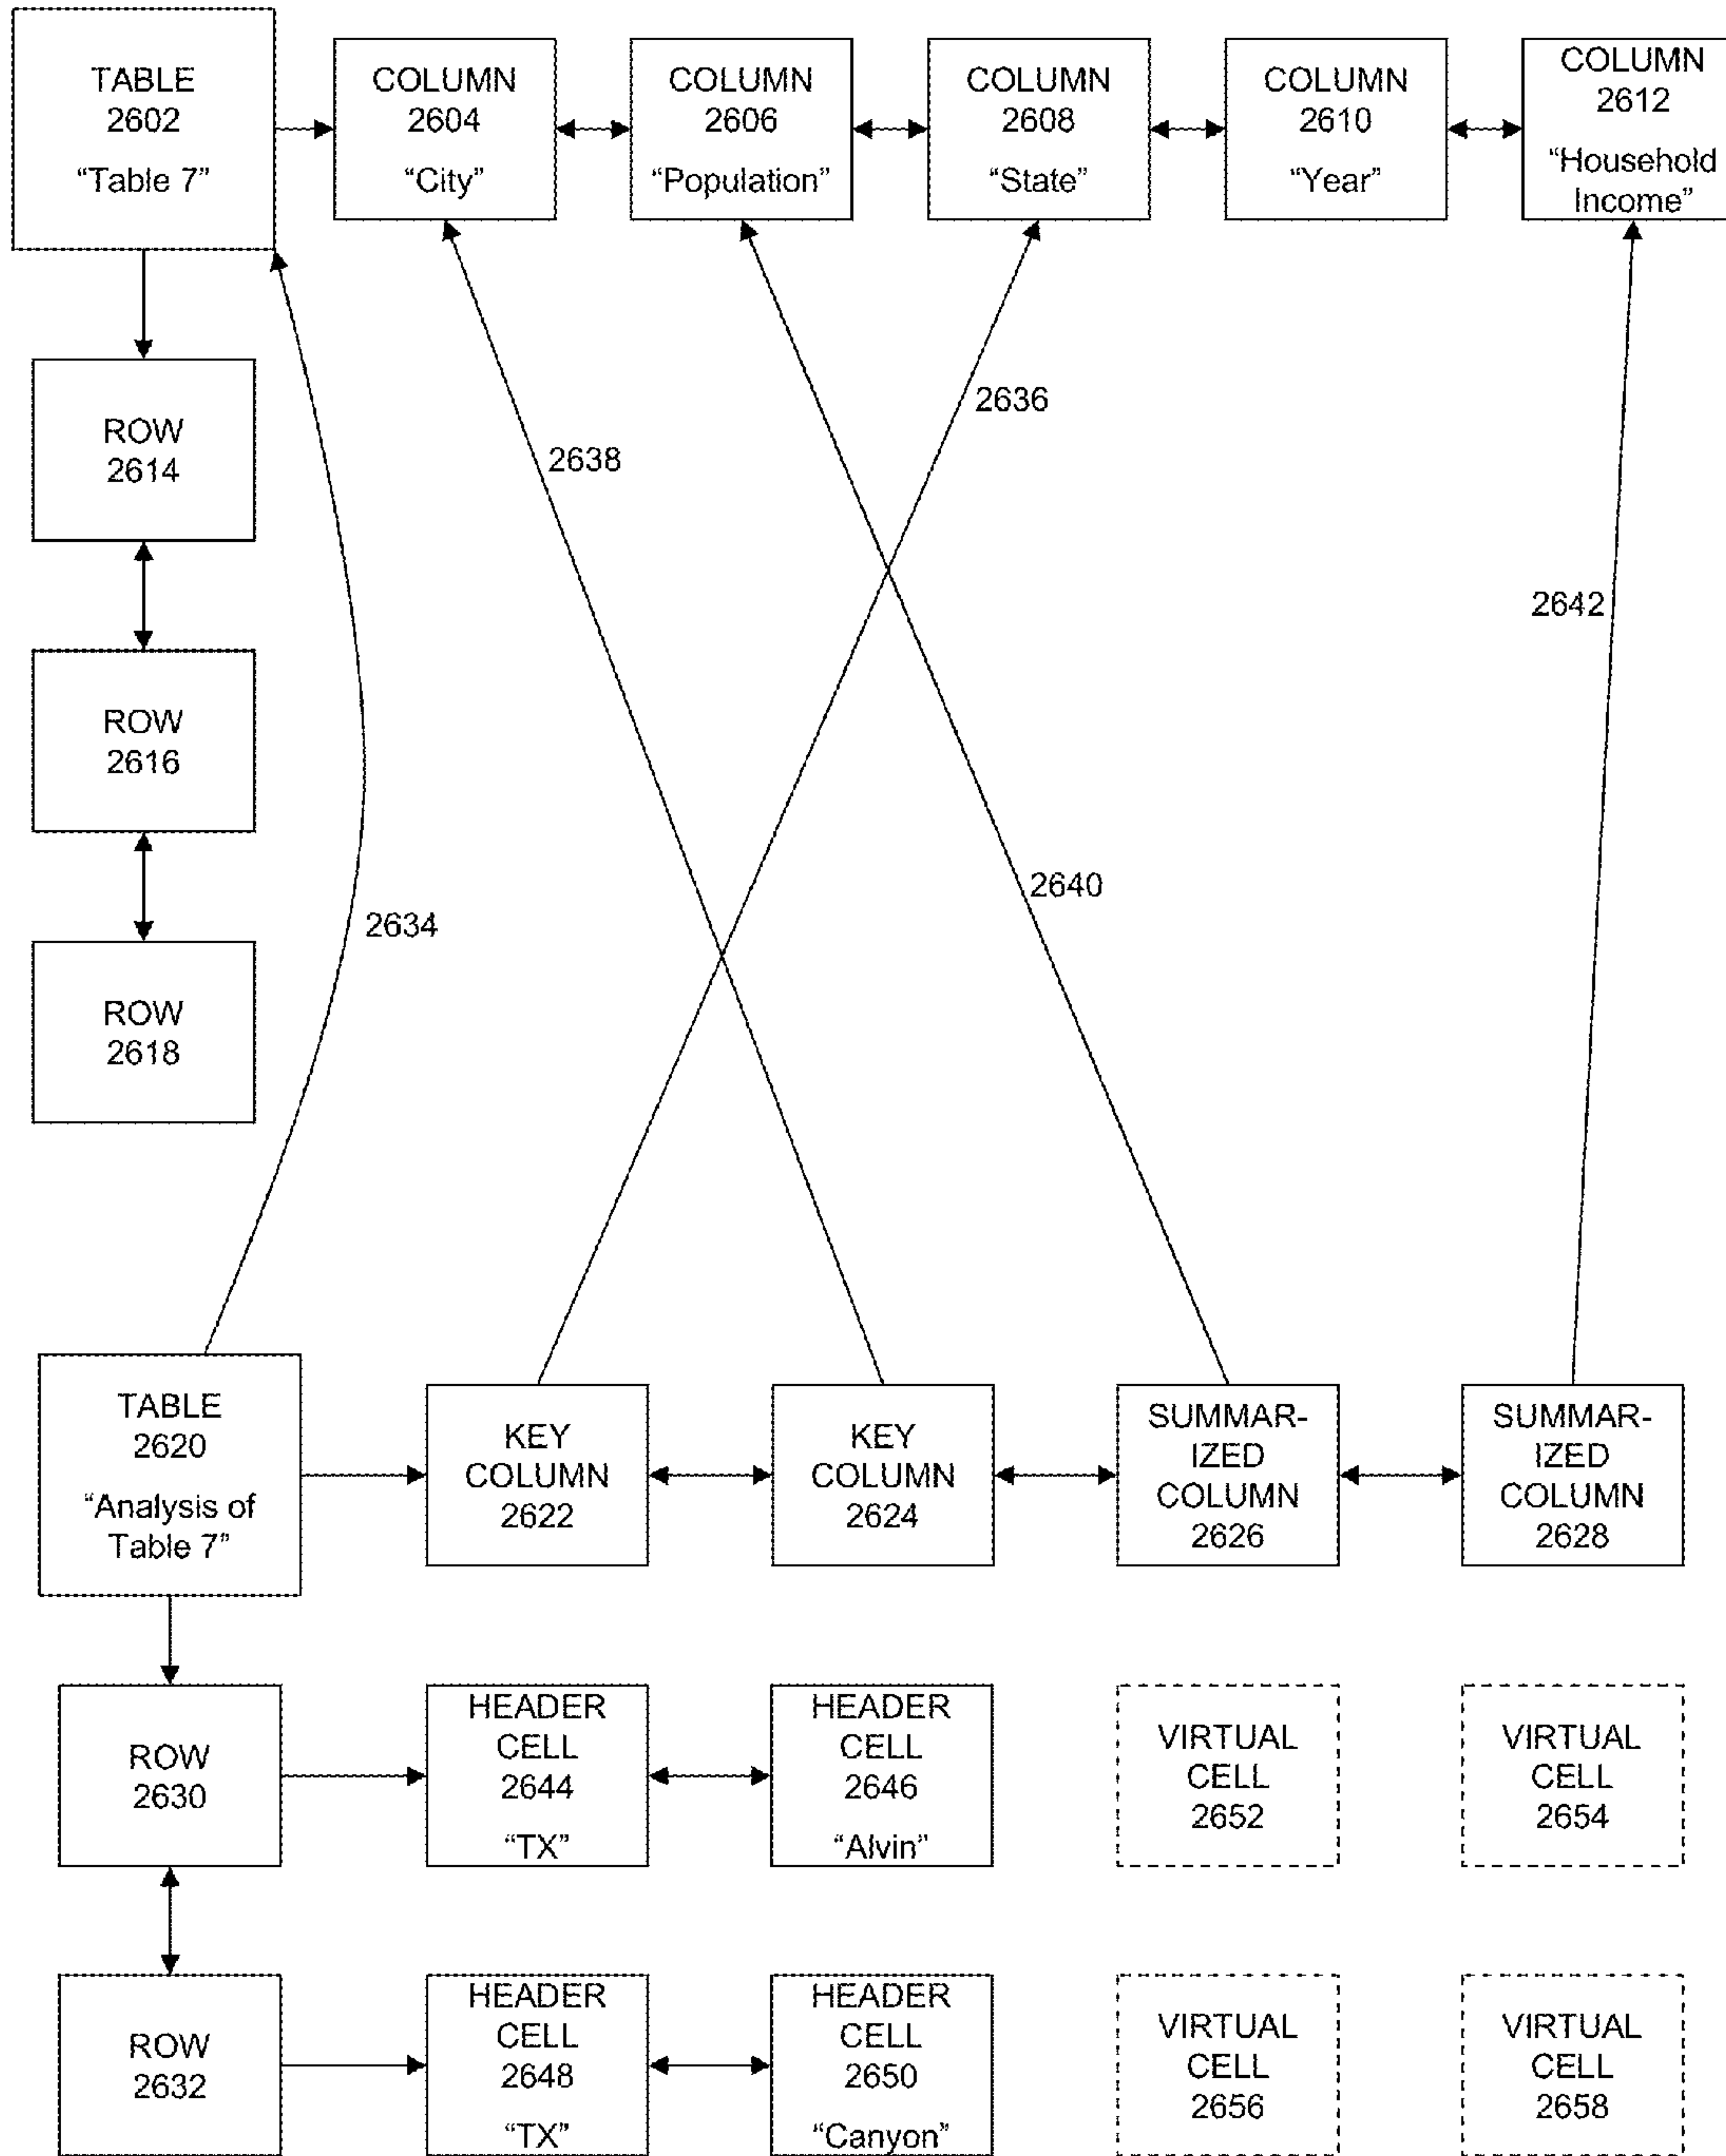 TABLE
2602
“Table 7”
COLUMN
2604
“City”
COLUMN
2606
“Population”
COLUMN
2608
“State”
COLUMN
2610
“Year”
COLUMN
2612
“Household
Income”
ROW
2614
2636
2638
2642
ROW
2616
2640
2634
ROW
2618
TABLE
2620
“Analysis of
Table 7”
KEY
COLUMN
2622
KEY
COLUMN
2624
SUMMAR-
IZED
COLUMN
2626
SUMMAR-
IZED
COLUMN
2628
ROW
2630
HEADER
CELL
2644
“TX”
HEADER
CELL
2646
“Alvin”
VIRTUAL
CELL
2652
VIRTUAL
CELL
2654
ROW
2632
HEADER
CELL
2648
“TX”
HEADER
CELL
2650
“Canyon”
VIRTUAL
CELL
2656
VIRTUAL
CELL
2658